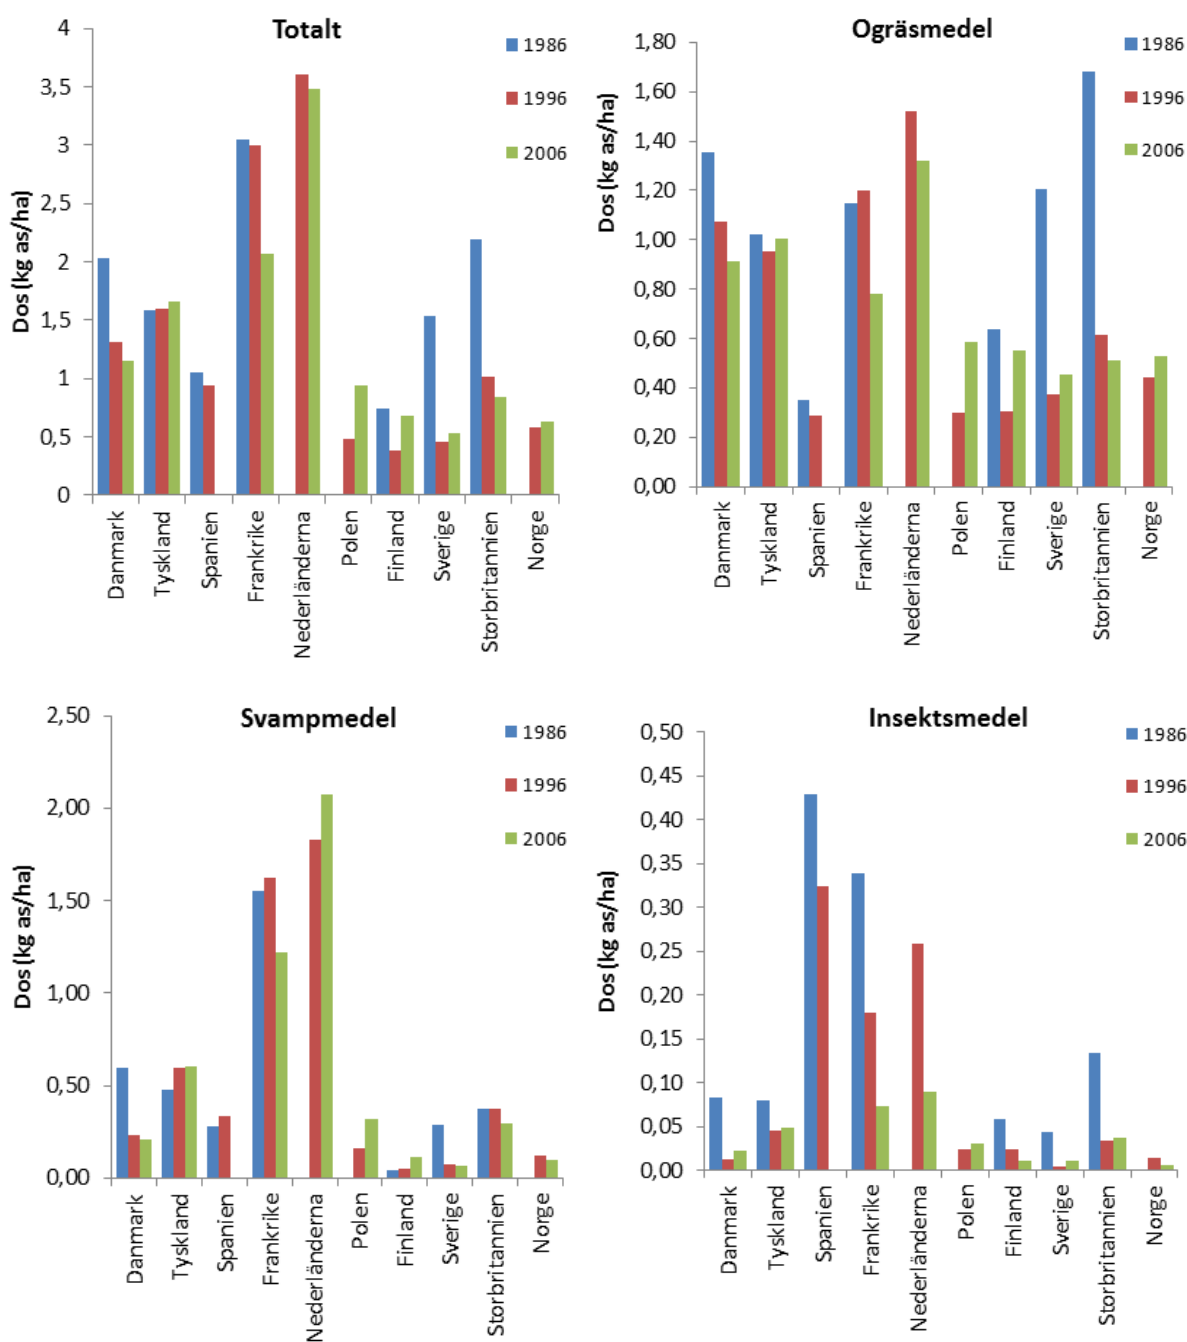 Totalt
Dos (kg as/ha)
4
3,5
3
2,5
2
1,5
1
0,5
0
1986
1996
2006
Danmark
Tyskland
Spanien
Frankrike
Nederländerna
Polen
Finland
Sverige
Storbritannien
Norge
Ogräsmedel
Dos (kg as/ha)
1,80
1,60
1,40
1,20
1,00
0,80
0,60
0,40
0,20
0,00
1986
1996
2006
Danmark
Tyskland
Spanien
Frankrike
Nederländerna
Polen
Finland
Sverige
Storbritannien
Norge
Svampmedel
Dos (kg as/ha)
2,50
2,00
1,50
1,00
0,50
0,00
1986
1996
2006
Danmark
Tyskland
Spanien
Frankrike
Nederländerna
Polen
Finland
Sverige
Storbritannien
Norge
Insektsmedel
Dos (kg as/ha)
0,50
0,45
0,40
0,35
0,30
0,25
0,20
0,15
0,10
0,05
0,00
1986
1996
2006
Danmark
Tyskland
Spanien
Frankrike
Nederländerna
Polen
Finland
Sverige
Storbritannien
Norge